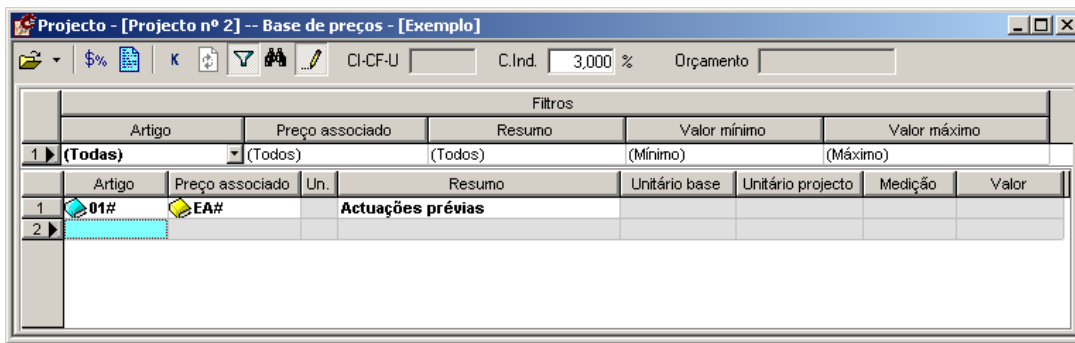 Projecto - [Projecto nº 2] -- Base de preços - [Exemplo]
$% K CI-CF-U C.Ind. 3,000 % Orçamento
Filtros
Artigo Preço associado Resumo Valor mínimo Valor máximo
1 (Todas) (Todos) (Todos) (Mínimo) (Máximo)
Artigo Preço associado Un. Resumo Unitário base Unitário projecto Medição Valor
1 01# EA# Actuações prévias
2